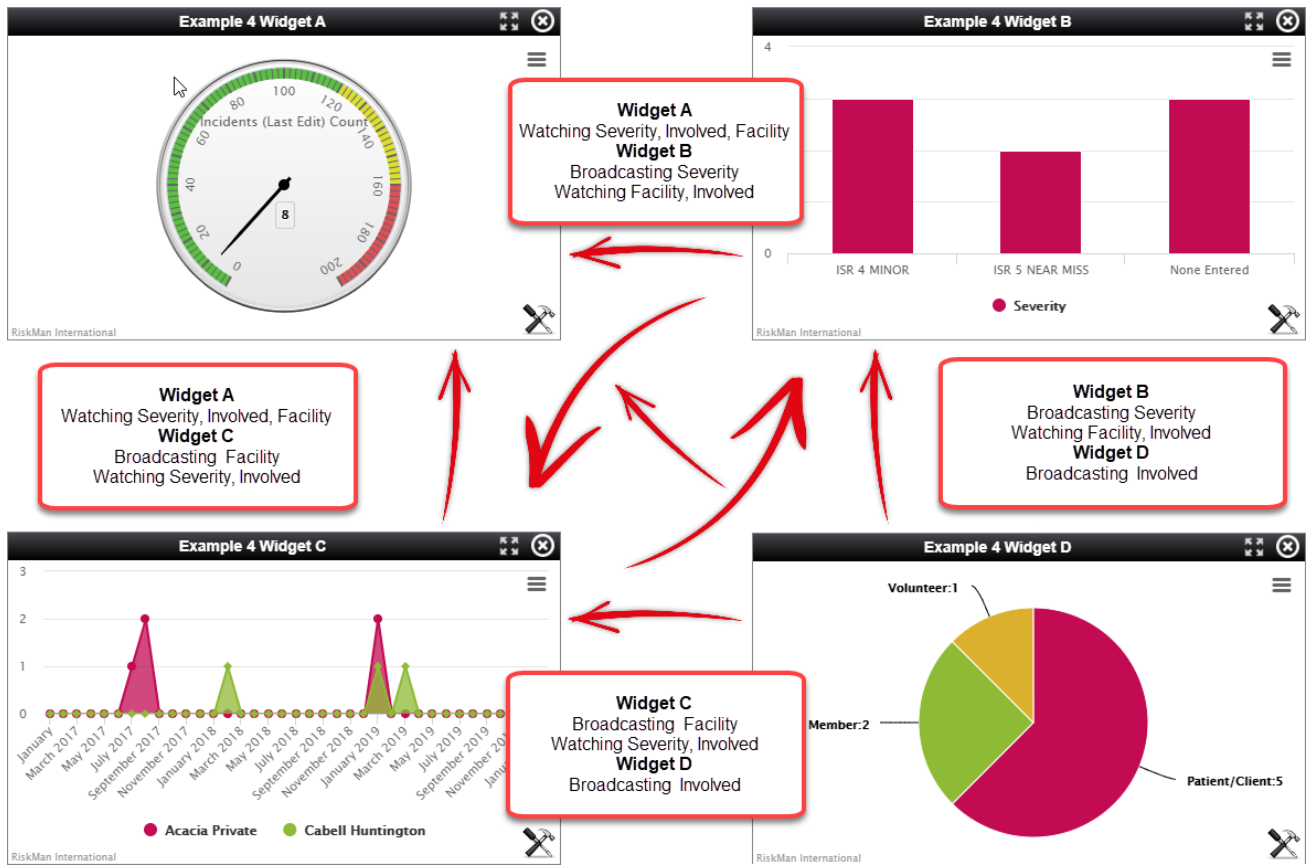 Example 4 Widget A
Incidents (Last Edit) Count
0
20
40
60
80
100
120
140
160
180
200
8
RiskMan International
Example 4 Widget B
4
0
ISR 4 MINOR
ISR 5 NEAR MISS
None Entered
Severity
RiskMan International
Widget A
Watching Severity, Involved, Facility
Widget B
Broadcasting Severity
Watching Facility, Involved
Widget A
Watching Severity, Involved, Facility
Widget C
Broadcasting Facility
Watching Severity, Involved
Widget B
Broadcasting Severity
Watching Facility, Involved
Widget D
Broadcasting Involved
Example 4 Widget C
3
2
1
0
January
March 2017
May 2017
July 2017
September 2017
November 2017
January 2018
March 2018
May 2018
July 2018
September 2018
November 2018
January 2019
March 2019
May 2019
July 2019
September 2019
November 201
Janua
Acacia Private
Cabell Huntington
RiskMan International
Widget C
Broadcasting Facility
Watching Severity, Involved
Widget D
Broadcasting Involved
Example 4 Widget D
Volunteer:1
Member:2
Patient/Client:5
RiskMan International